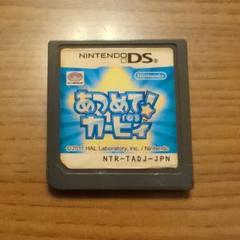 NINTENDO DS
Nintendo
あつめて!
カービィ
©2011 HAL Laboratory, Inc. / Nintendo.
NTR-TADJ-JPN